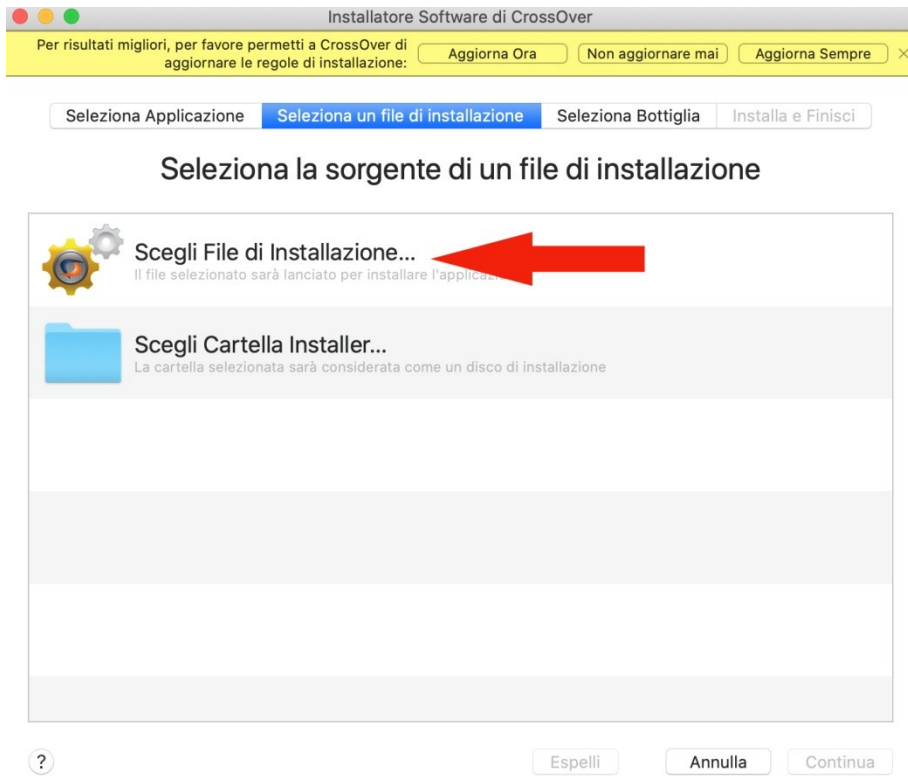 Installatore Software di CrossOver
Per risultati migliori, per favore permetti a CrossOver di
aggiornare le regole di installazione:
Aggiorna Ora
Non aggiornare mai
Aggiorna Sempre
Seleziona Applicazione
Seleziona un file di installazione
Seleziona Bottiglia
Installa e Finisci
Seleziona la sorgente di un file di installazione
Scegli File di Installazione...
Il file selezionato sarà lanciato per installare
Scegli Cartella Installer...
La cartella selezionata sarà considerata come un disco di installazione
?
Espelli
Annulla
Continua